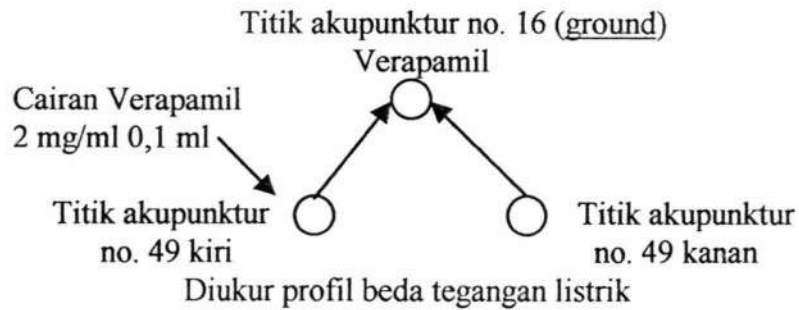 Titik akupunktur no. 16 (ground)
Verapamil
Cairan Verapamil
2 mg/ml 0,1 ml
Titik akupunktur
no. 49 kiri
Titik akupunktur
no. 49 kanan
Diukur profil beda tegangan listrik